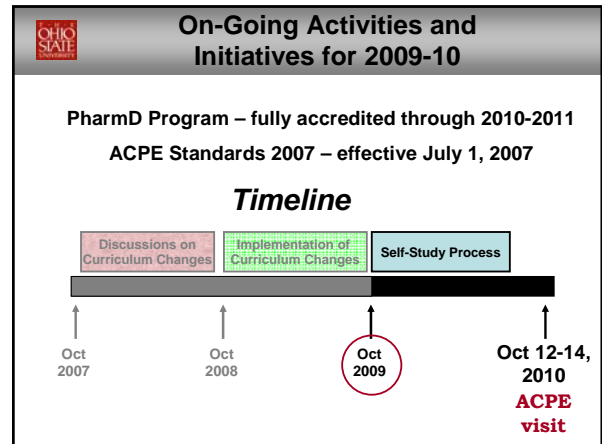 T · H · E
OHIO
STATE
UNIVERSITY
On-Going Activities and
Initiatives for 2009-10
PharmD Program – fully accredited through 2010-2011
ACPE Standards 2007 – effective July 1, 2007
Timeline
Discussions on
Curriculum Changes
Implementation of
Curriculum Changes
Self-Study Process
Oct
2007
Oct
2008
Oct
2009
Oct 12-14,
2010
ACPE
visit